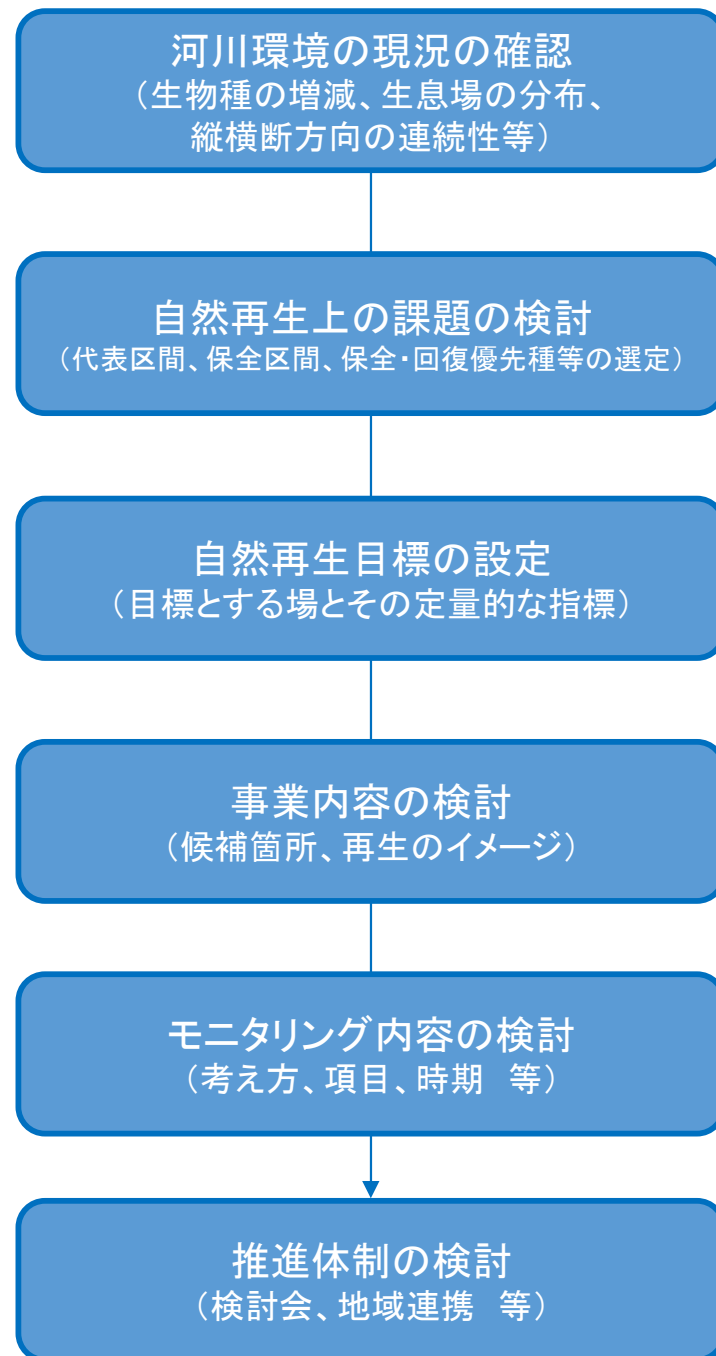 河川環境の現況の確認
（生物種の増減、生息場の分布、
縦横断方向の連続性等）
自然再生上の課題の検討
（代表区間、保全区間、保全・回復優先種等の選定）
自然再生目標の設定
（目標とする場とその定量的な指標）
事業内容の検討
（候補箇所、再生のイメージ）
モニタリング内容の検討
（考え方、項目、時期　等）
推進体制の検討
（検討会、地域連携　等）